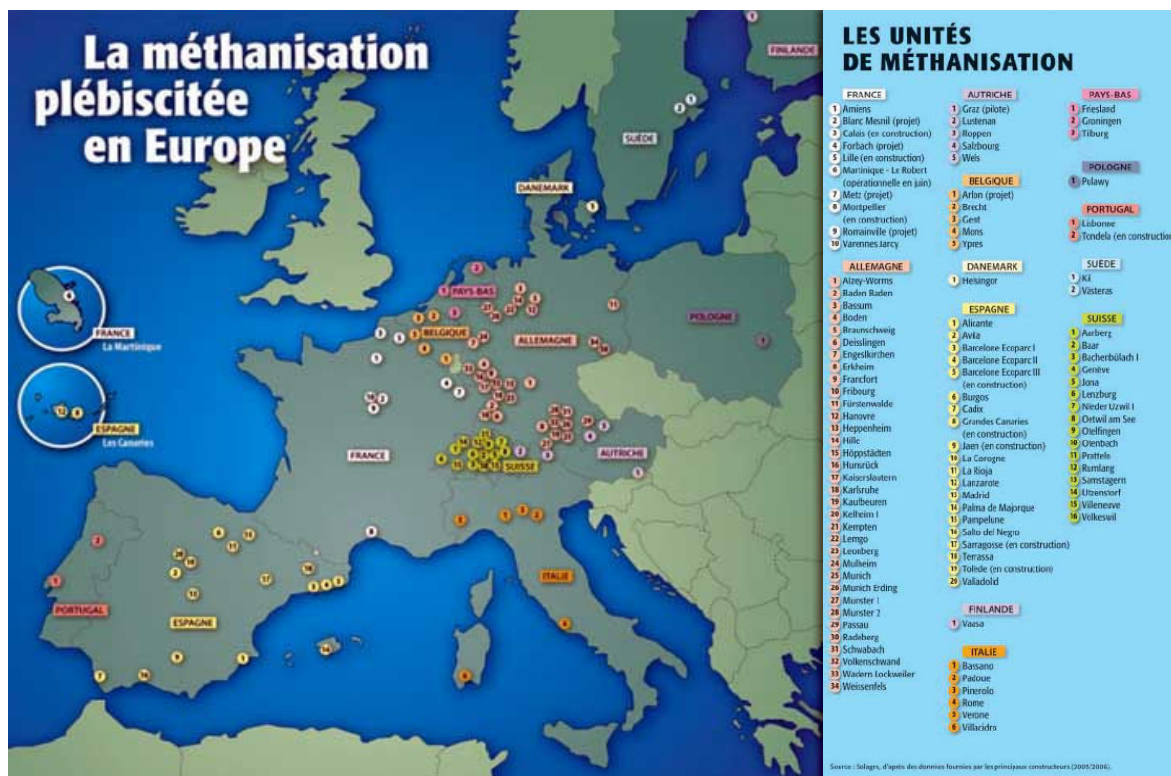 La méthanisation
plébiscitée
en Europe
FINLANDE
SUÈDE
DANEMARK
PAYS-BAS
BELGIQUE
ALLEMAGNE
POLOGNE
FRANCE
La Martinique
ESPAGNE
Les Canaries
FRANCE
SUISSE
AUTRICHE
ITALIE
PORTUGAL
ESPAGNE
LES UNITÉS
DE MÉTHANISATION
FRANCE
1 Amiens
2 Blanc Mesnil (projet)
3 Calais (en construction)
4 Forbach (projet)
5 Lille (en construction)
6 Martinique - Le Robert
(opérationnelle en juin)
7 Metz (projet)
8 Montpellier
(en construction)
9 Romainville (projet)
10 Varennes Jarcy
ALLEMAGNE
1 Alzey-Worms
2 Baden Baden
3 Bassum
4 Boden
5 Braunschweig
6 Deisslingen
7 Engelskirchen
8 Erkheim
9 Francfort
10 Fribourg
11 Fürstenwalde
12 Hanovre
13 Heppenheim
14 Hille
15 Höppstädten
16 Hunsrück
17 Kaiserslautern
18 Karlsruhe
19 Kaufbeuren
20 Kelheim I
21 Kempten
22 Lemgo
23 Leonberg
24 Mulheim
25 Munich
26 Munich Erding
27 Munster 1
28 Munster 2
29 Passau
30 Radeberg
31 Schwabach
32 Volkenschwand
33 Wadern Lockweiler
34 Weissenfels
AUTRICHE
1 Graz (pilote)
2 Lustenau
3 Roppen
4 Salzbourg
5 Wels
BELGIQUE
1 Arlon (projet)
2 Brecht
3 Gent
4 Mons
5 Ypres
DANEMARK
1 Helsingor
ESPAGNE
1 Alicante
2 Avila
3 Barcelone Ecoparc I
4 Barcelone Ecoparc II
5 Barcelone Ecoparc III
(en construction)
6 Burgos
7 Cadix
8 Grandes Canaries
(en construction)
9 Jaen (en construction)
10 La Corogne
11 La Rioja
12 Lanzarote
13 Madrid
14 Palma de Majorque
15 Pampelune
16 Salto del Negro
17 Sarragosse (en construction)
18 Terrassa
19 Tolede (en construction)
20 Valladolid
FINLANDE
1 Vaasa
ITALIE
1 Bassano
2 Padoue
3 Pinerolo
4 Rome
5 Verone
6 Villacidro
PAYS-BAS
1 Friesland
2 Groningen
3 Tilburg
POLOGNE
1 Pulawy
PORTUGAL
1 Lisbonne
2 Tondela (en construction
SUÈDE
1 Kil
2 Västeras
SUISSE
1 Aarberg
2 Baar
3 Bachenbülach I
4 Genève
5 Jona
6 Lenzburg
7 Nieder Uzwil I
8 Oetwil am See
9 Otelfingen
10 Ottenbach
11 Pratteln
12 Rumlang
13 Samstagern
14 Utzenstorf
15 Villeneuve
16 Volketswil
Source : Solagro, d'après des données fournies par les principaux constructeurs (2005/2006).